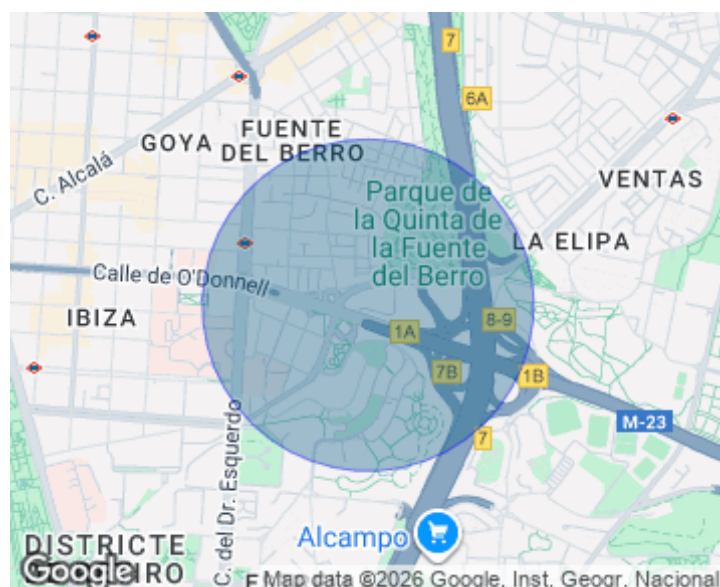 7
6A
GOYA
FUENTE
DEL BERRO
C. Alcalá
VENTAS
Parque de
la Quinta de
la Fuente
del Berro
LA ELIPA
Calle de O'Donnell
IBIZA
1A
8-9
7B
1B
M-23
7
C. del Dr. Esquerdo
Alcampo
DISTRICTE
Google
IRO
Map data ©2026 Google, Inst. Geogr. Nacional